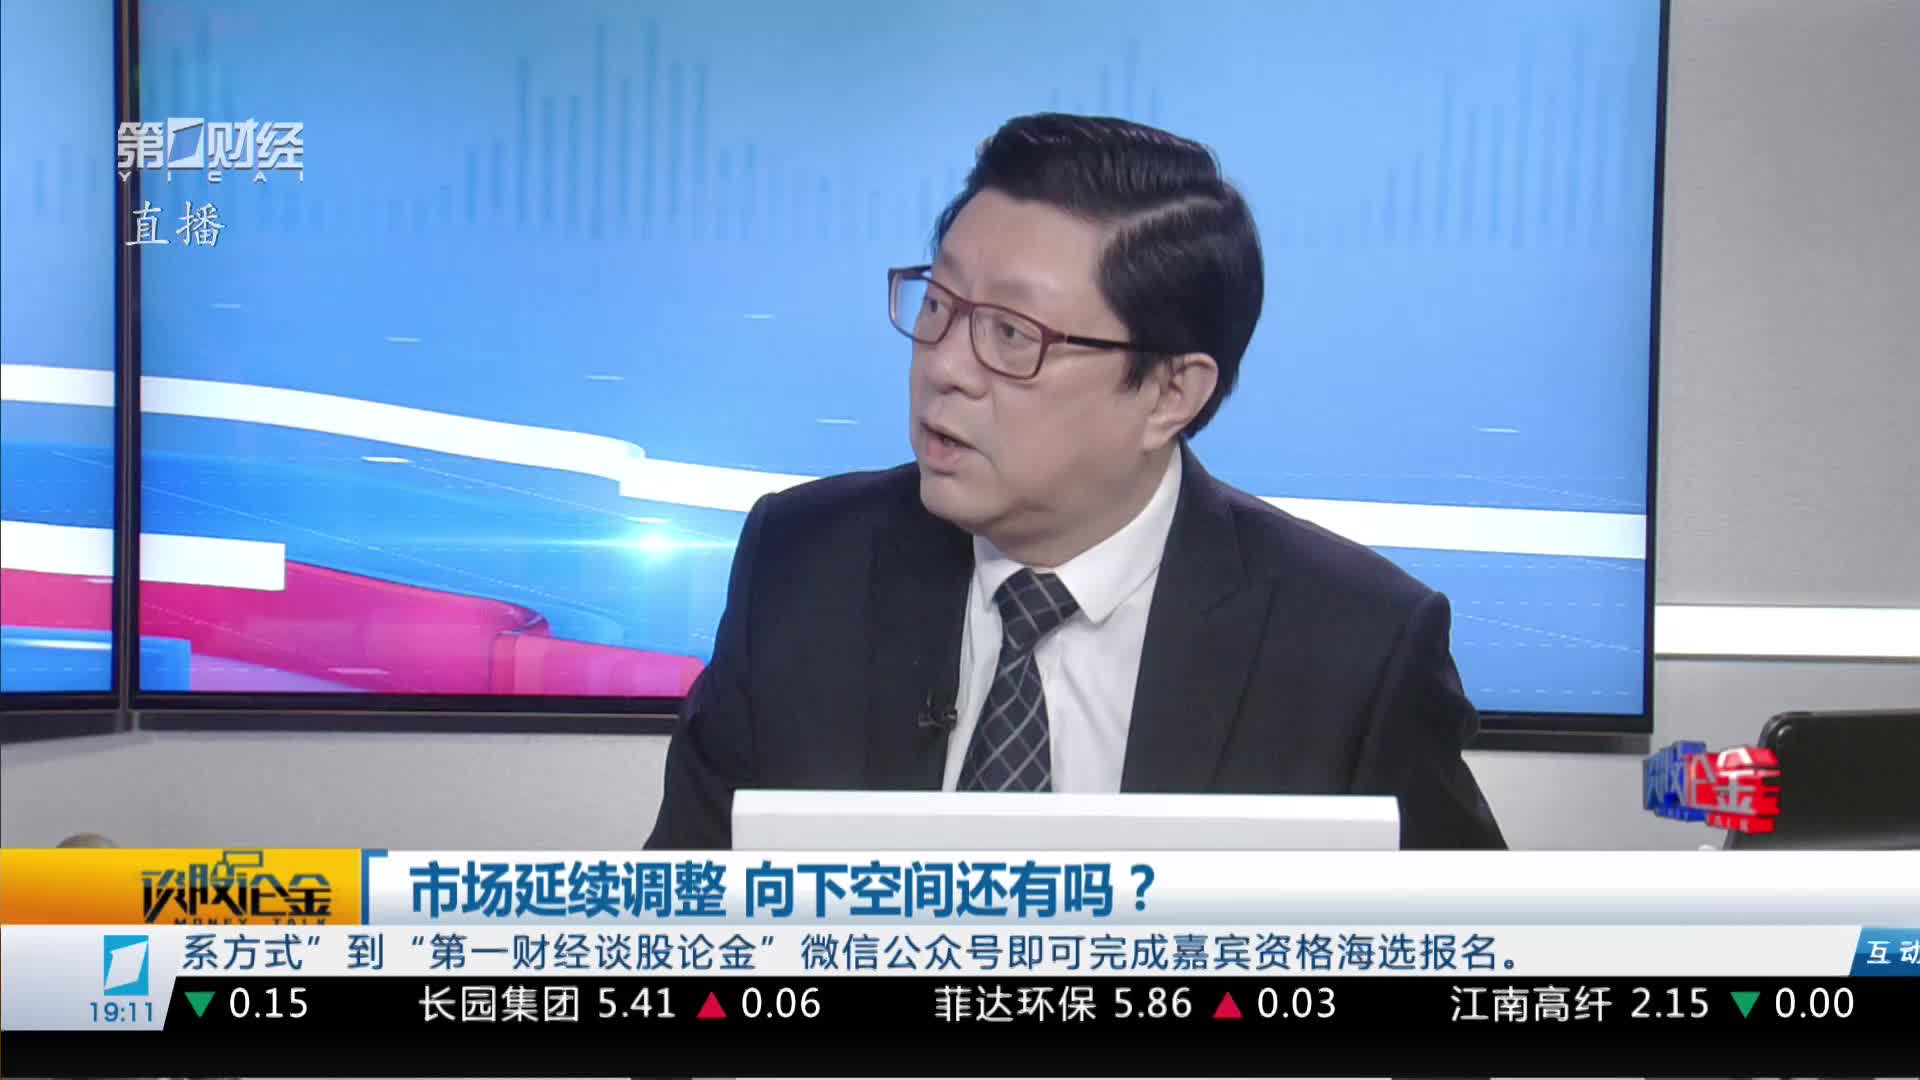 第1财经
YICAI
直播
谈股论金
MONEY TALK
谈股论金
MONEY TALK
市场延续调整 向下空间还有吗？
系方式”到“第一财经谈股论金”微信公众号即可完成嘉宾资格海选报名。
互动
19:11
▼ 0.15 长园集团 5.41 ▲ 0.06 菲达环保 5.86 ▲ 0.03 江南高纤 2.15 ▼ 0.00